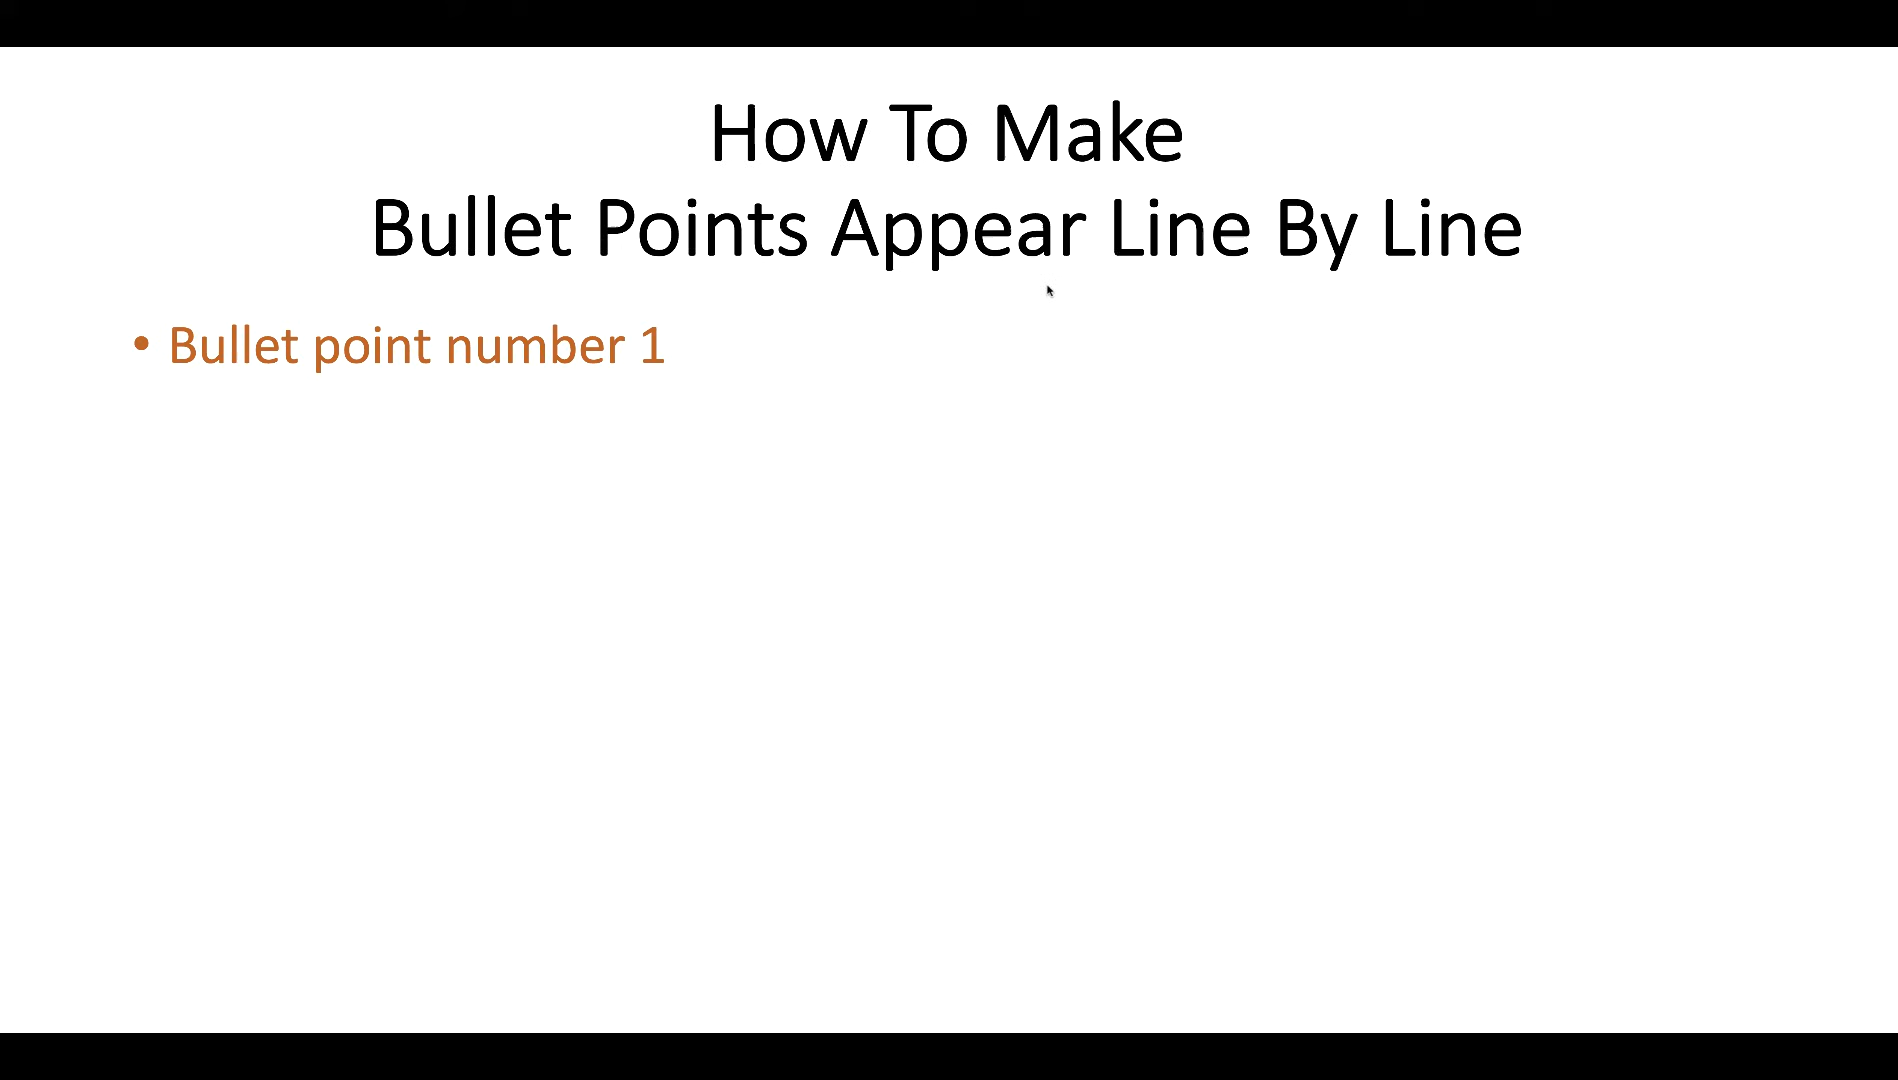 How To Make
Bullet Points Appear Line By Line
• Bullet point number 1